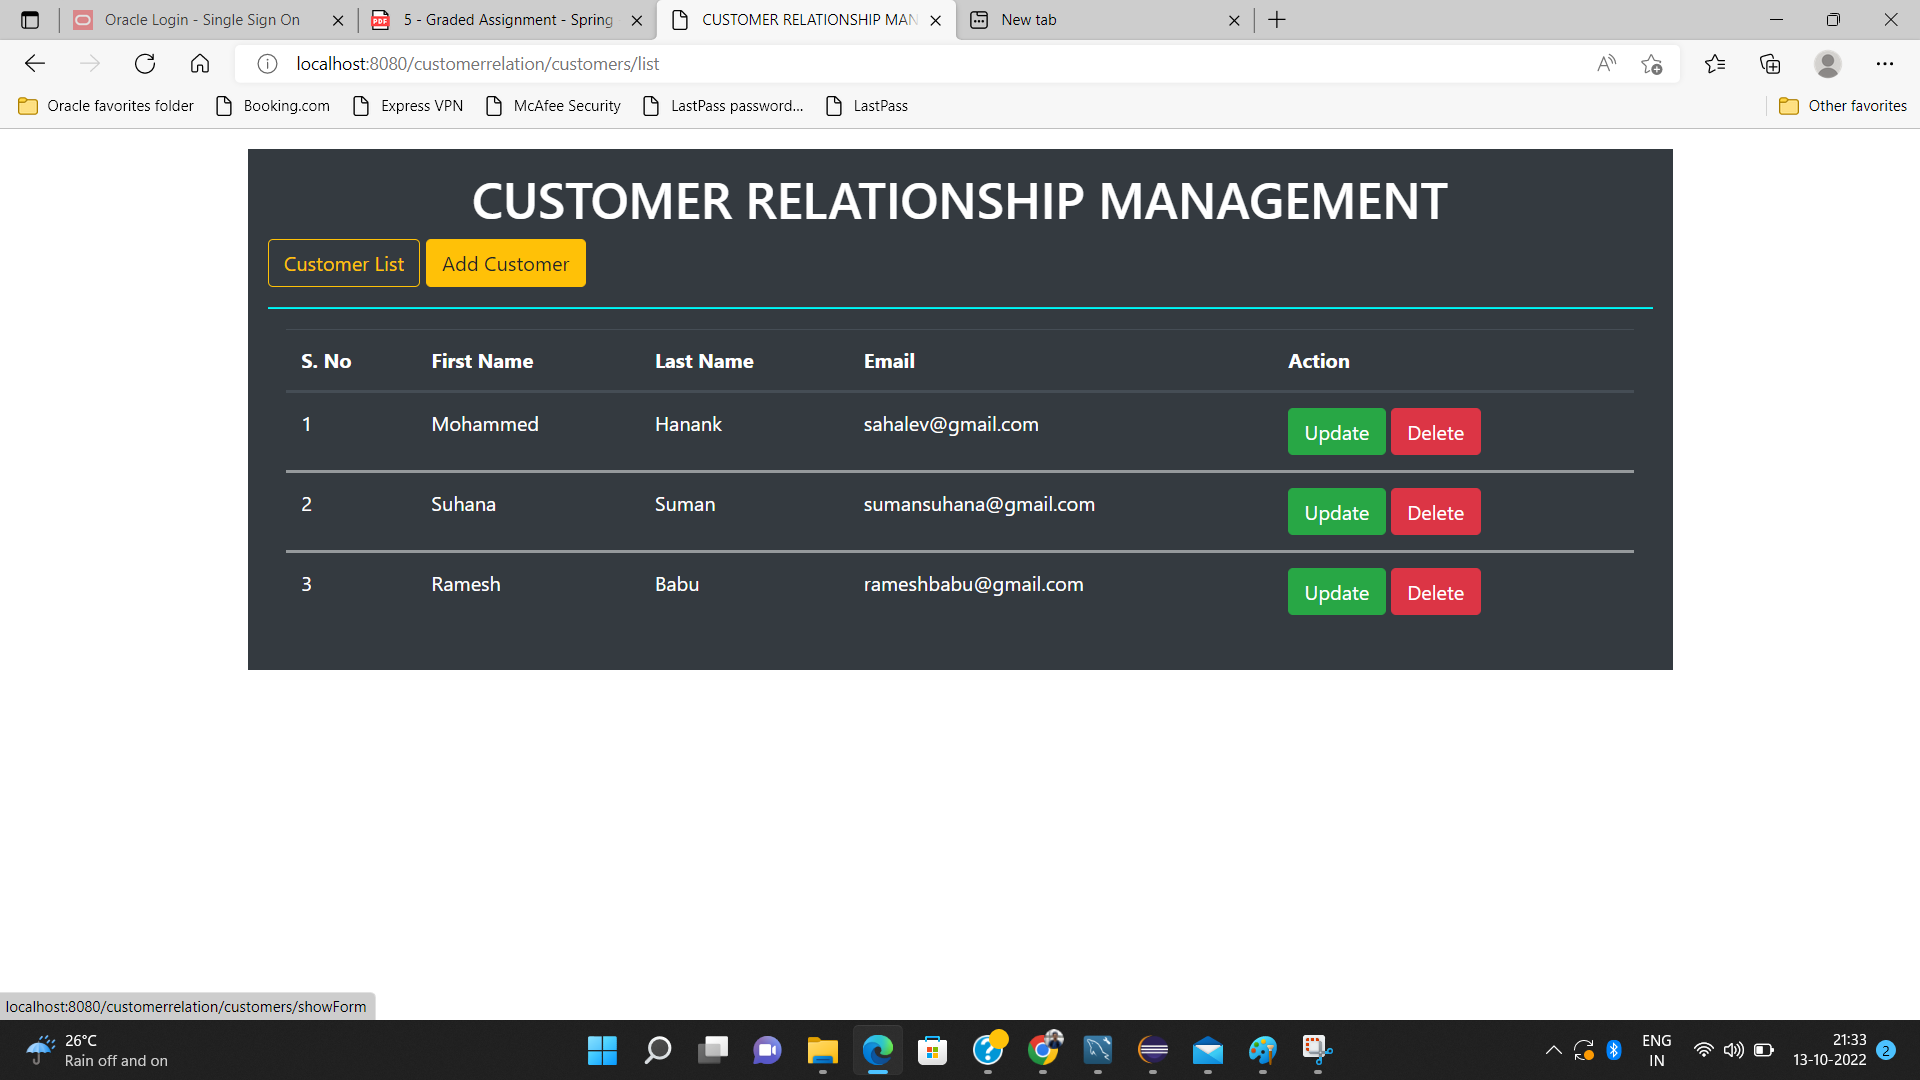 Oracle Login - Single Sign On
5 - Graded Assignment - Spring
CUSTOMER RELATIONSHIP MAN
New tab
localhost:8080/customerrelation/customers/list
Oracle favorites folder Booking.com Express VPN McAfee Security LastPass password... LastPass Other favorites
CUSTOMER RELATIONSHIP MANAGEMENT
Customer List Add Customer
S. No First Name Last Name Email Action
1 Mohammed Hanank sahalev@gmail.com Update Delete
2 Suhana Suman sumansuhana@gmail.com Update Delete
3 Ramesh Babu rameshbabu@gmail.com Update Delete
localhost:8080/customerrelation/customers/showForm
26°C
Rain off and on
ENG
IN
21:33
13-10-2022
2